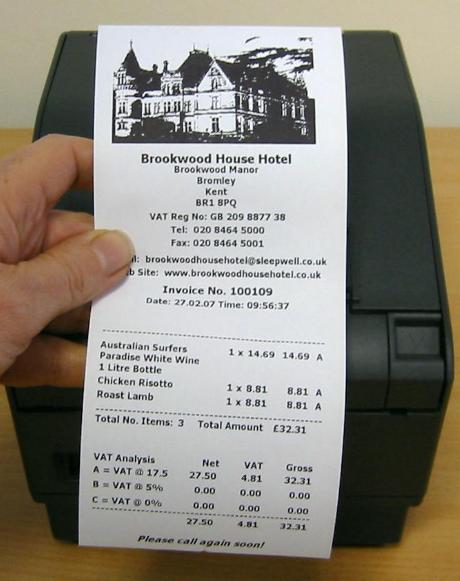 Brookwood House Hotel
Brookwood Manor
Bromley
Kent
BR1 8PQ
VAT Reg No: GB 209 8877 38
Tel: 020 8464 5000
Fax: 020 8464 5001
brookwoodhousehotel@sleepwell.co.uk
Site: www.brookwoodhousehotel.co.uk
Invoice No. 100109
Date: 27.02.07 Time: 09:56:37
Australian Surfers 1 x 14.69 14.69 A
Paradise White Wine
1 Litre Bottle
Chicken Risotto 1 x 8.81 8.81 A
Roast Lamb 1 x 8.81 8.81 A
Total No. Items: 3 Total Amount £32.31
VAT Analysis Net VAT Gross
A = VAT @ 17.5 27.50 4.81 32.31
B = VAT @ 5% 0.00 0.00 0.00
C = VAT @ 0% 0.00 0.00 0.00
27.50 4.81 32.31
Please call again soon!